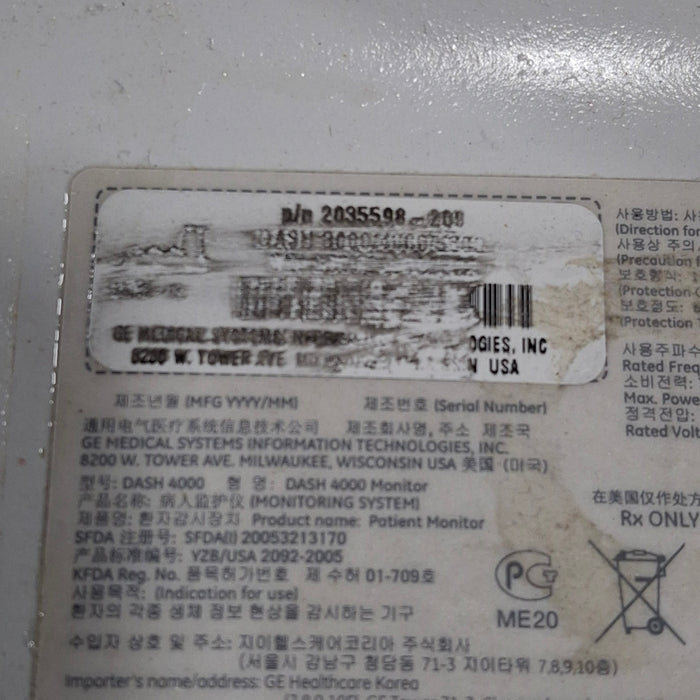 p/n 2035598-200
DASH 3000/4000/5000
GE MEDICAL SYSTEMS
OGIES, INC
8200 W. TOWER AVE
USA
제조년월 (MFG YYYY/MM) 제조번호 (Serial Number)
通用电气医疗系统信息技术公司 제조회사명, 주소 제조국
GE MEDICAL SYSTEMS INFORMATION TECHNOLOGIES, INC.
8200 W. TOWER AVE. MILWAUKEE, WISCONSIN USA 美国 (미국)
型号: DASH 4000 형 명: DASH 4000 Monitor
产品名称: 病人监护仪 (MONITORING SYSTEM)
제품명: 환자감시장치 Product name: Patient Monitor
SFDA 注册号: SFDA(I) 20053213170
产品标准编号: YZB/USA 2092-2005
KFDA Reg. No. 품목허가번호 제 수허 01-709호
사용목적: (Indication for use)
환자의 각종 생체 정보 현상을 감시하는 기구
수입자 상호 및 주소: 지이헬스케어코리아 주식회사
(서울시 강남구 청담동 71-3 지이타워 7,8,9,10층)
Importer's name/address: GE Healthcare Korea
사용방법: 사
(Direction for
사용상 주의
(Precaution
보호형식:
(Protection
보호정도:
(Protection
사용주파수
Rated Freq
소비전력:
Max. Powe
정격전압:
Rated Volt
在美国仅作处方
Rx ONLY
ME20